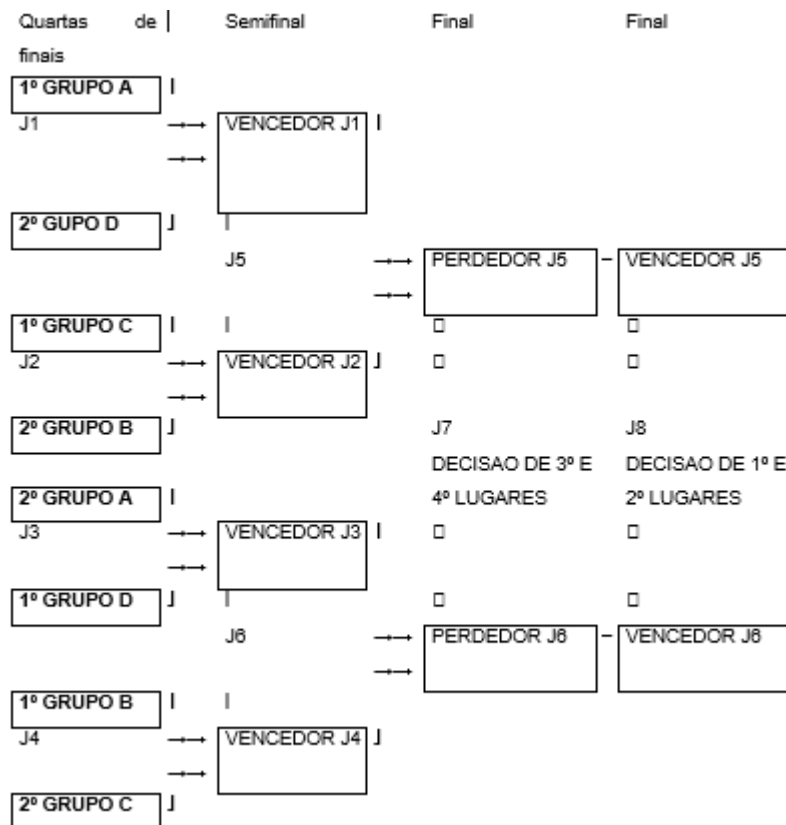 Quartas de | Semifinal Final Final
finais
1º GRUPO A |
J1 →→ VENCEDOR J1 |
→→
2º GUPO D ⅃ |
J5 →→ PERDEDOR J5 – VENCEDOR J5
→→
1º GRUPO C | | □ □
J2 →→ VENCEDOR J2 ⅃ □ □
→→
2º GRUPO B ⅃ J7 J8
DECISAO DE 3º E DECISAO DE 1º E
2º GRUPO A | 4º LUGARES 2º LUGARES
J3 →→ VENCEDOR J3 | □ □
→→
1º GRUPO D ⅃ | □ □
J6 →→ PERDEDOR J6 – VENCEDOR J6
→→
1º GRUPO B | |
J4 →→ VENCEDOR J4 ⅃
→→
2º GRUPO C ⅃